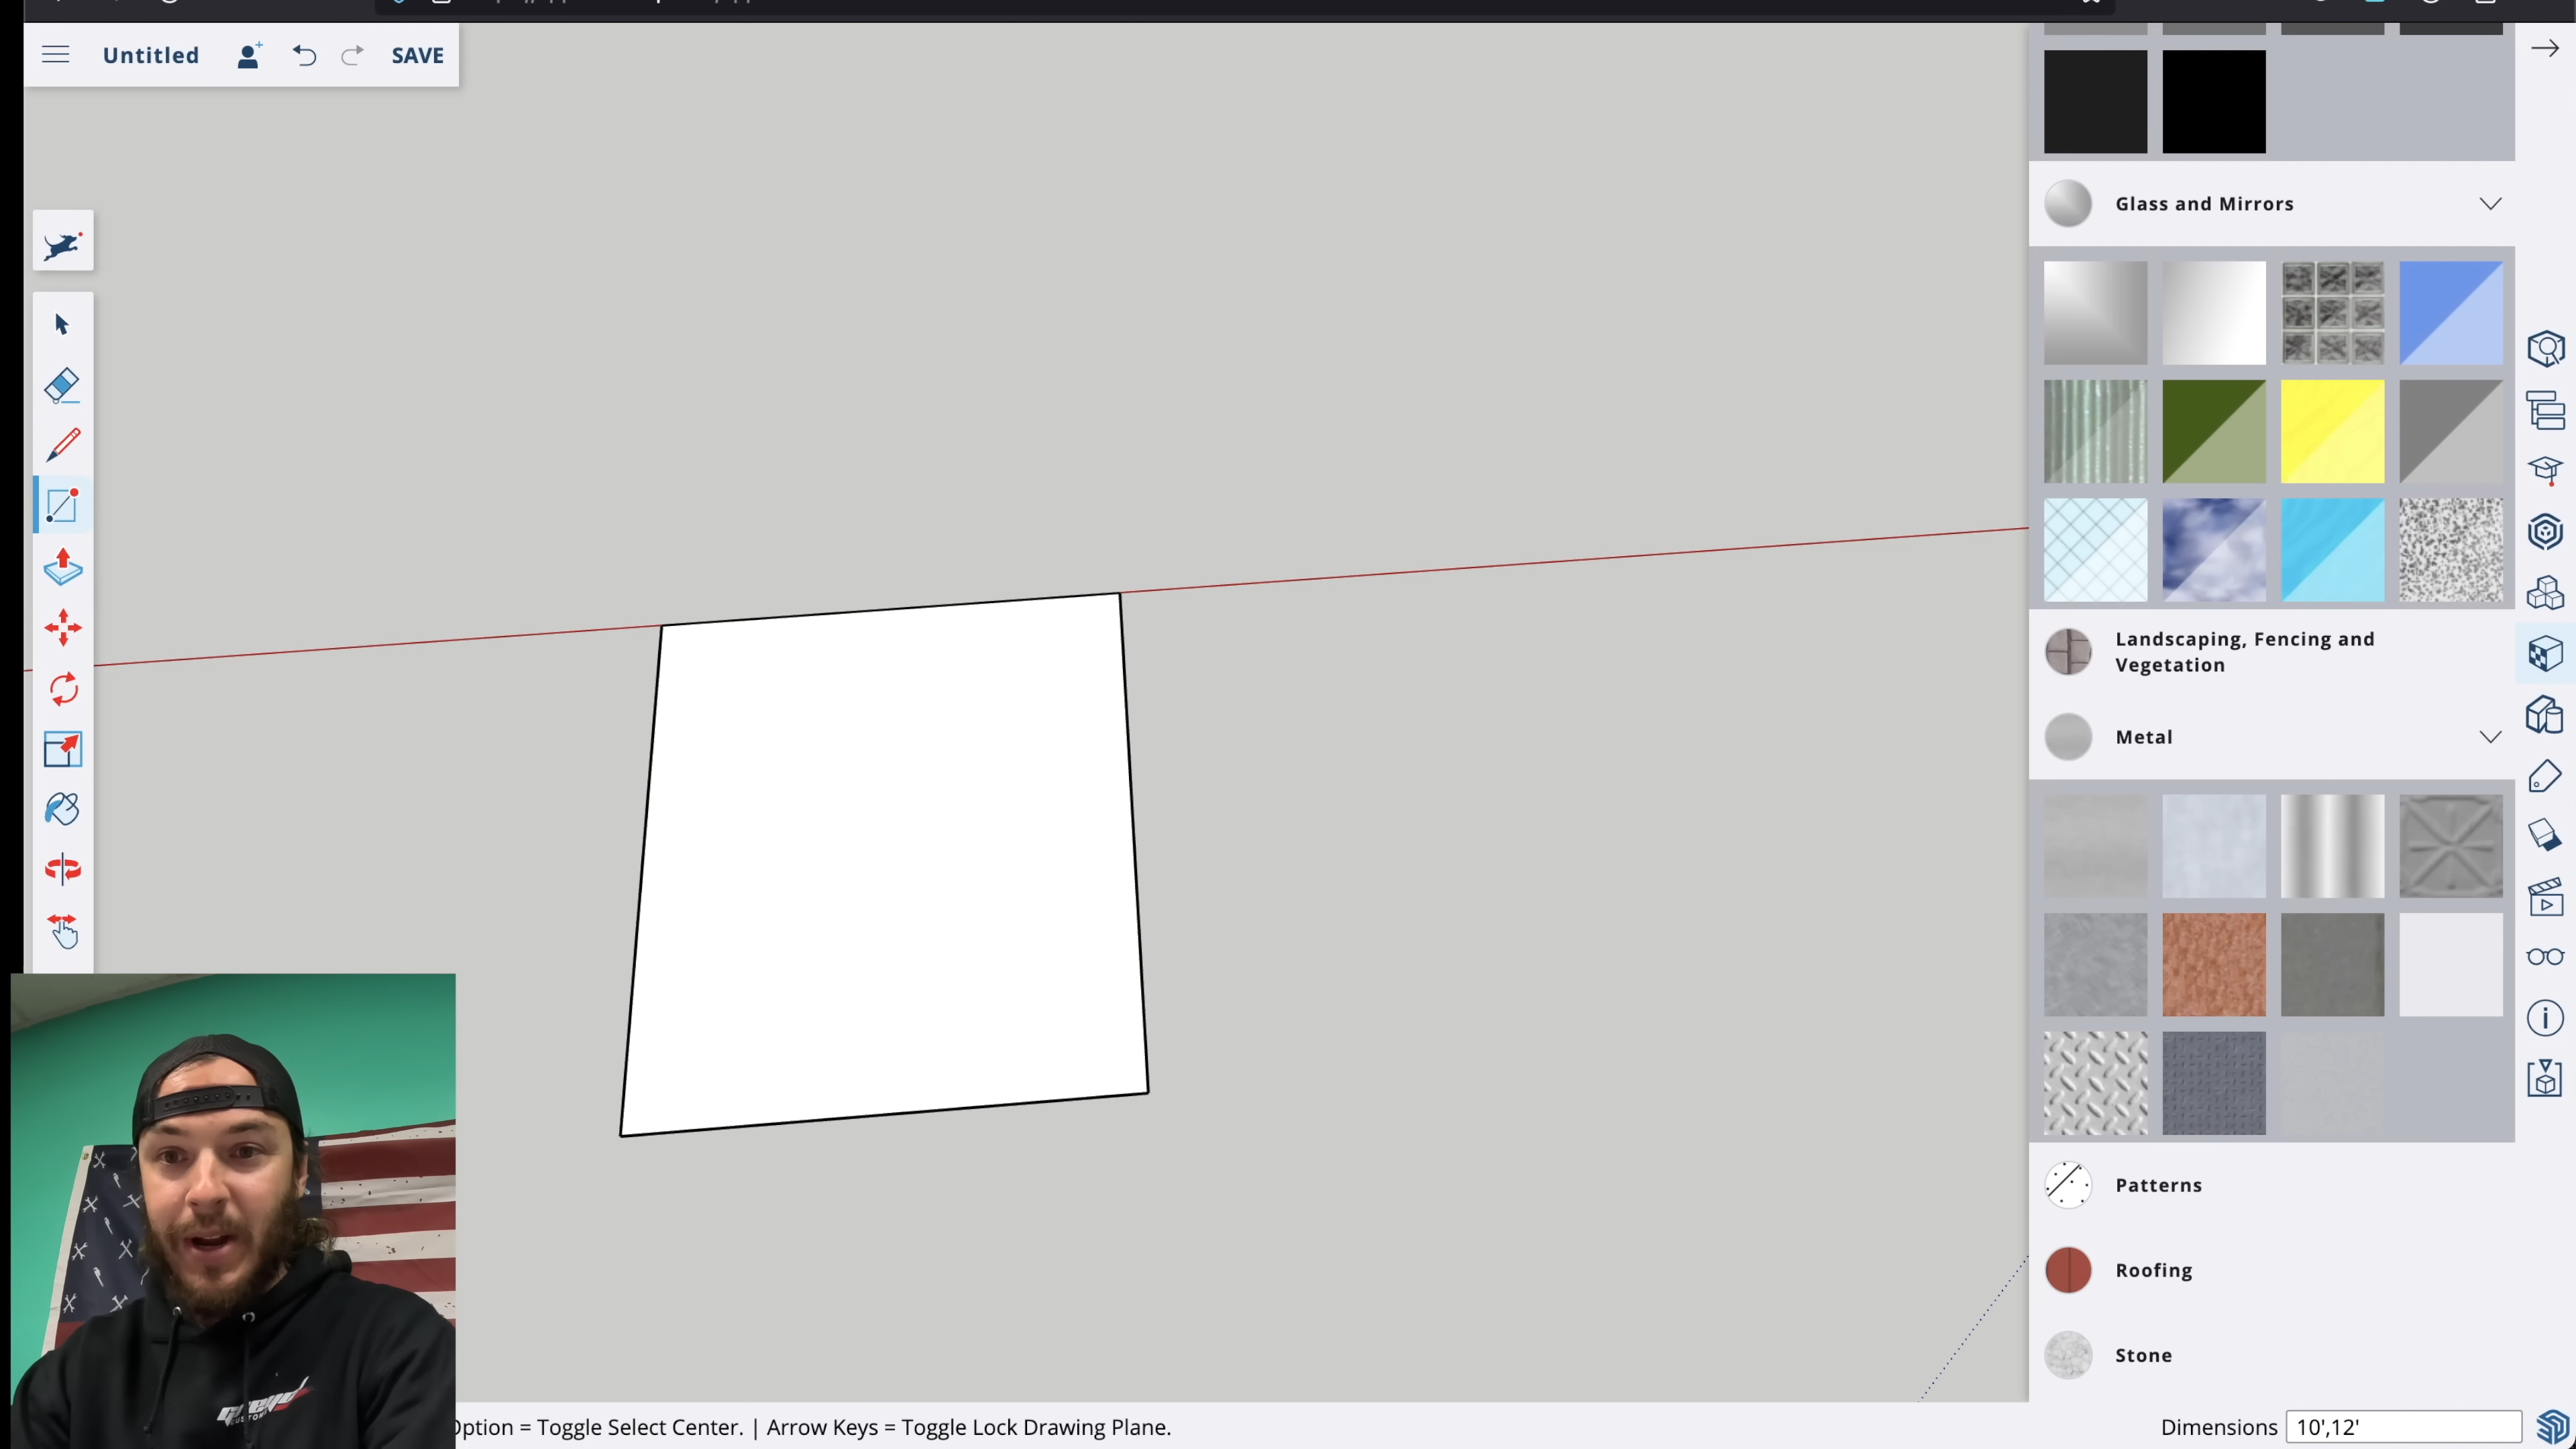 Untitled
SAVE
Glass and Mirrors
Landscaping, Fencing and
Vegetation
Metal
Patterns
Roofing
Stone
Option = Toggle Select Center. | Arrow Keys = Toggle Lock Drawing Plane.
Dimensions 10',12'